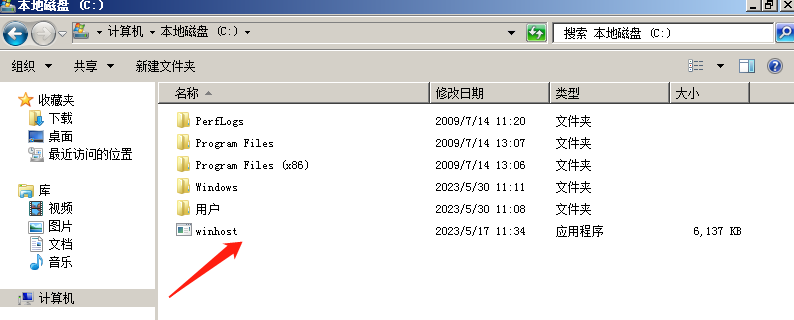 本地磁盘 (C:)
计算机 本地磁盘 (C:) 搜索 本地磁盘 (C:)
组织 共享 新建文件夹
名称 修改日期 类型 大小
收藏夹
下载
桌面
最近访问的位置
库
视频
图片
文档
音乐
计算机
PerfLogs 2009/7/14 11:20 文件夹
Program Files 2009/7/14 13:07 文件夹
Program Files (x86) 2009/7/14 13:06 文件夹
Windows 2023/5/30 11:11 文件夹
用户 2023/5/30 11:08 文件夹
winhost 2023/5/17 11:34 应用程序 6,137 KB